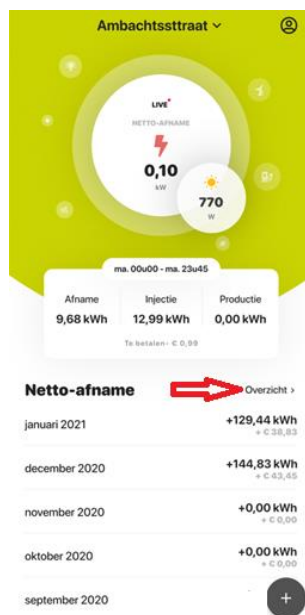 Ambachtssttraat
LIVE
NETTO-AFNAME
0,10
kW
770
W
ma. 00u00 - ma. 23u45
Afname Injectie Productie
9,68 kWh 12,99 kWh 0,00 kWh
Te betalen - € 0,99
Netto-afname Overzicht >
januari 2021 +129,44 kWh
+ € 38,83
december 2020 +144,83 kWh
+ € 43,45
november 2020 +0,00 kWh
+ € 0,00
oktober 2020 +0,00 kWh
+ € 0,00
september 2020
+